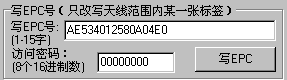 写EPC号（只改写天线范围内某一张标签）
写EPC号:
(1-15字)
AE534012580A04E0
访问密码:
(8个16进制数)
00000000
写EPC